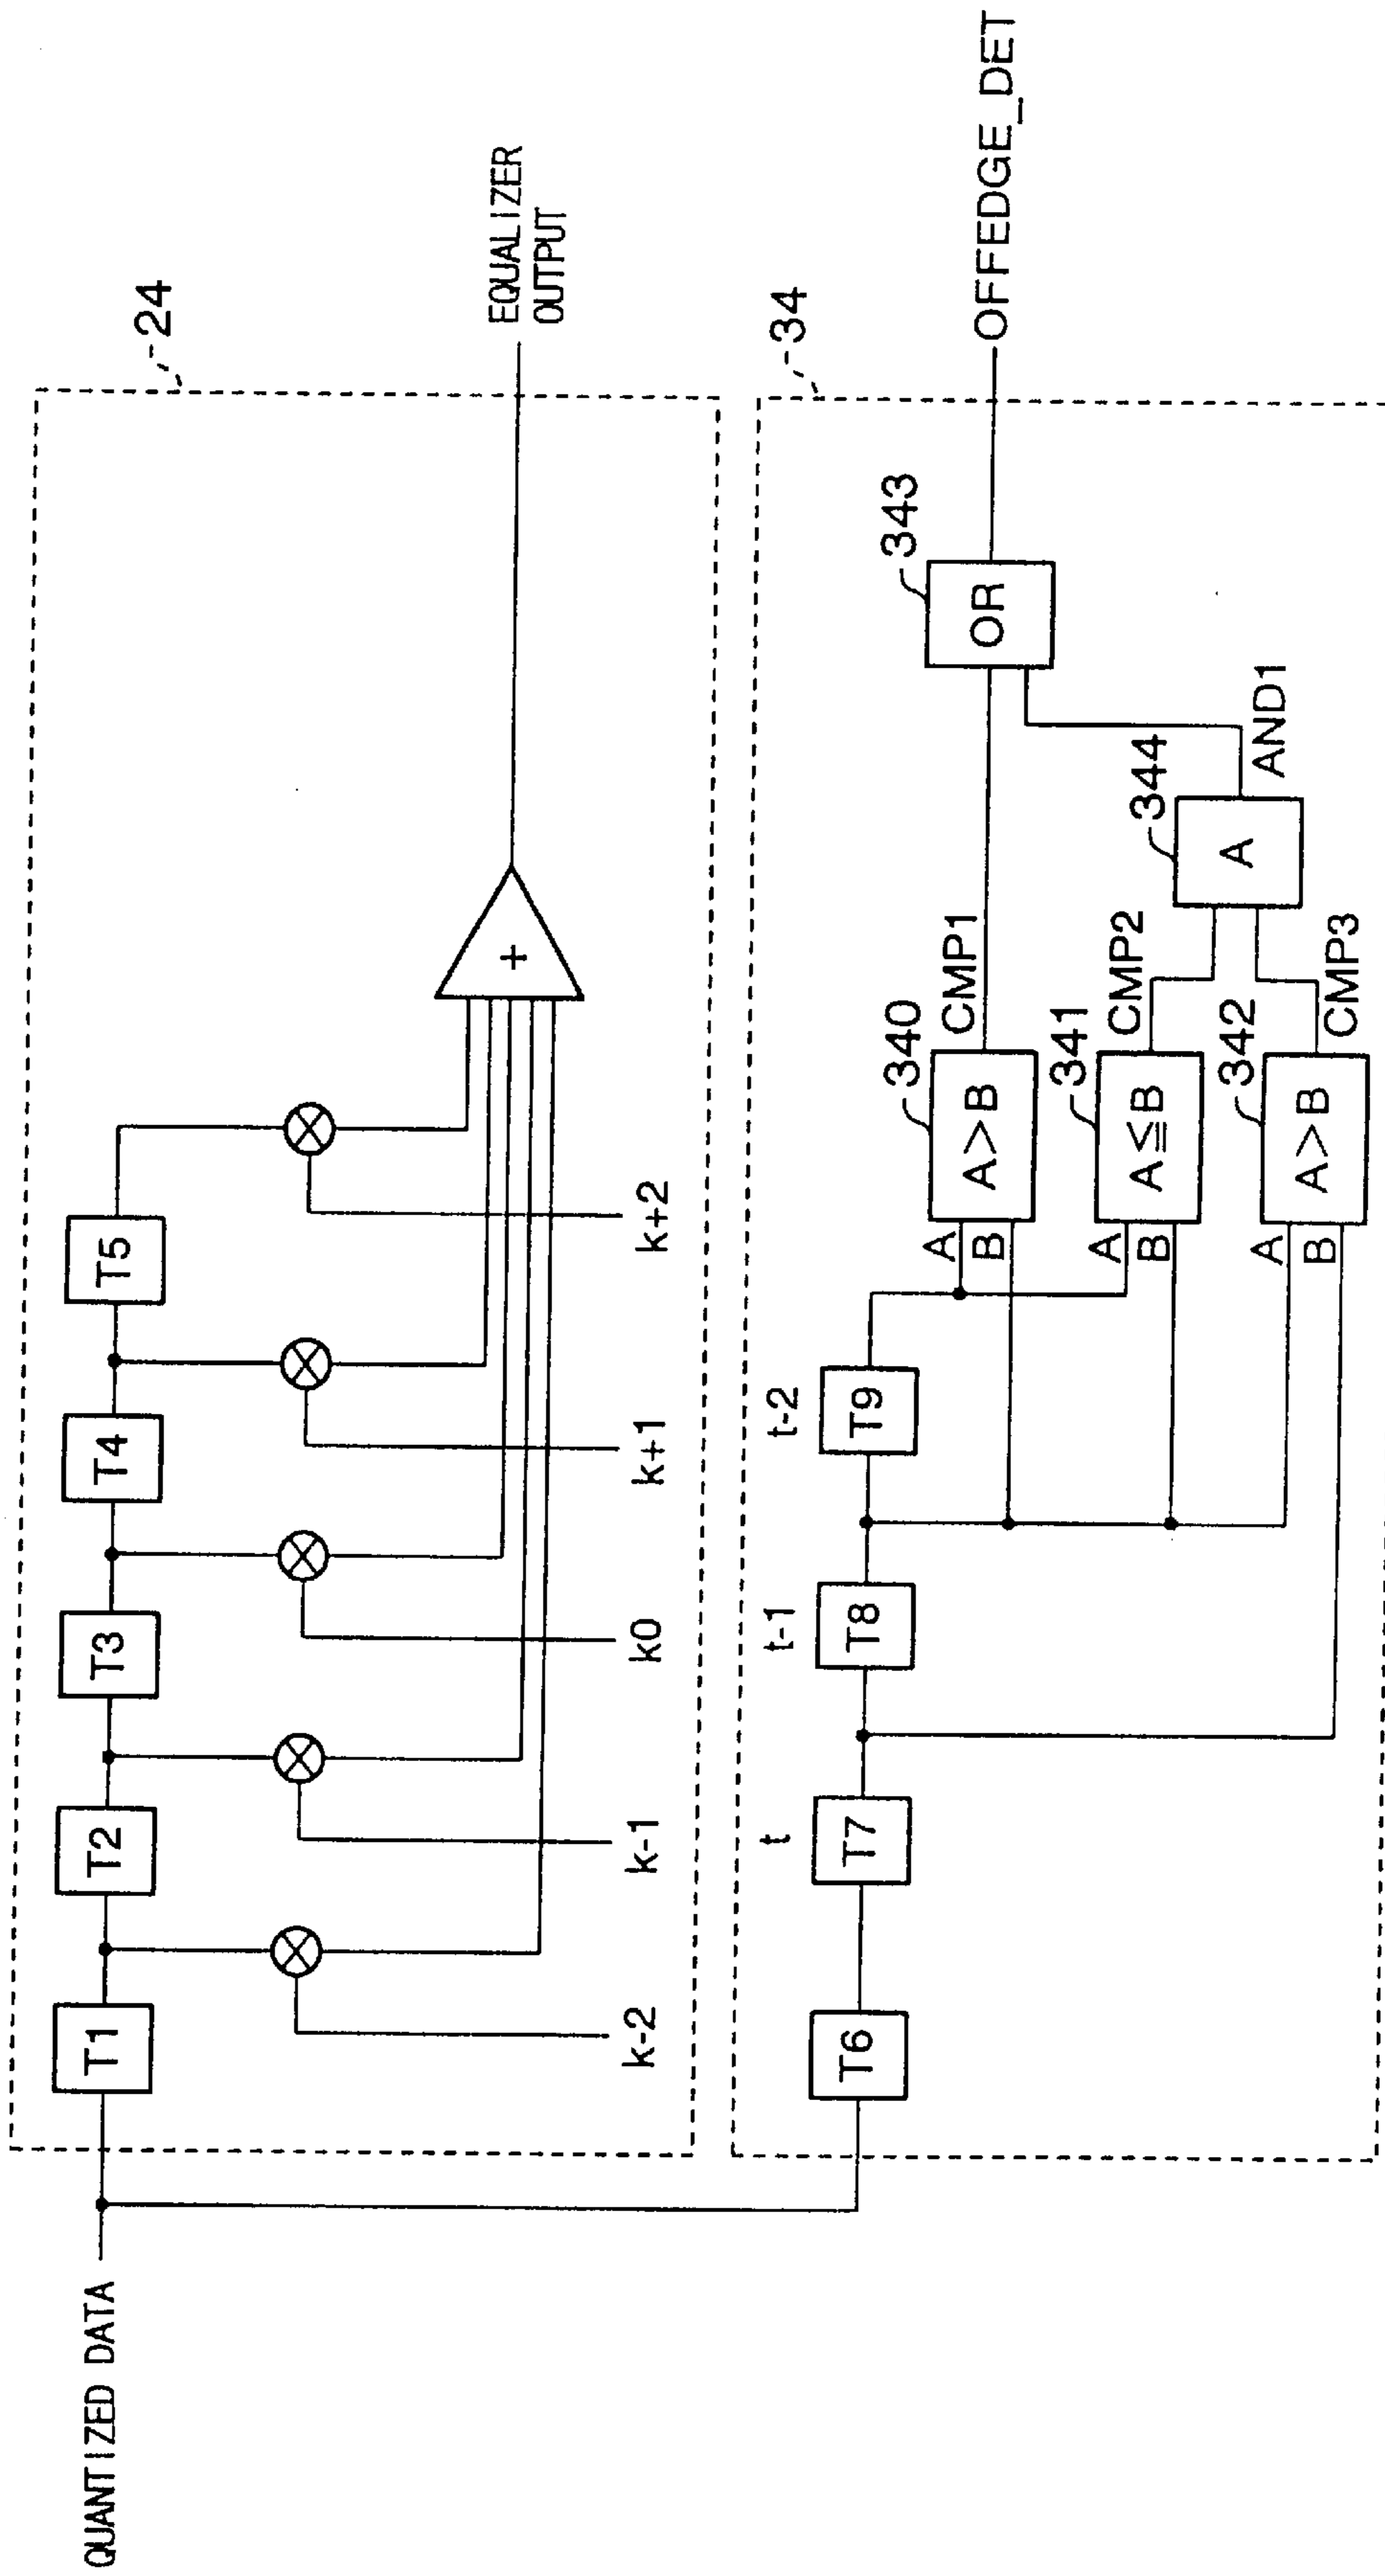 QUANTIZED DATA
T1
T2
T3
T4
T5
k-2
k-1
k0
k+1
k+2
+
24
EQUALIZER
OUTPUT
T6
t
T7
t-1
T8
t-2
T9
A
B
A>B
340
CMP1
A
B
A≦B
341
CMP2
A
B
A>B
342
CMP3
A
344
AND1
OR
343
34
OFFEDGE_DET